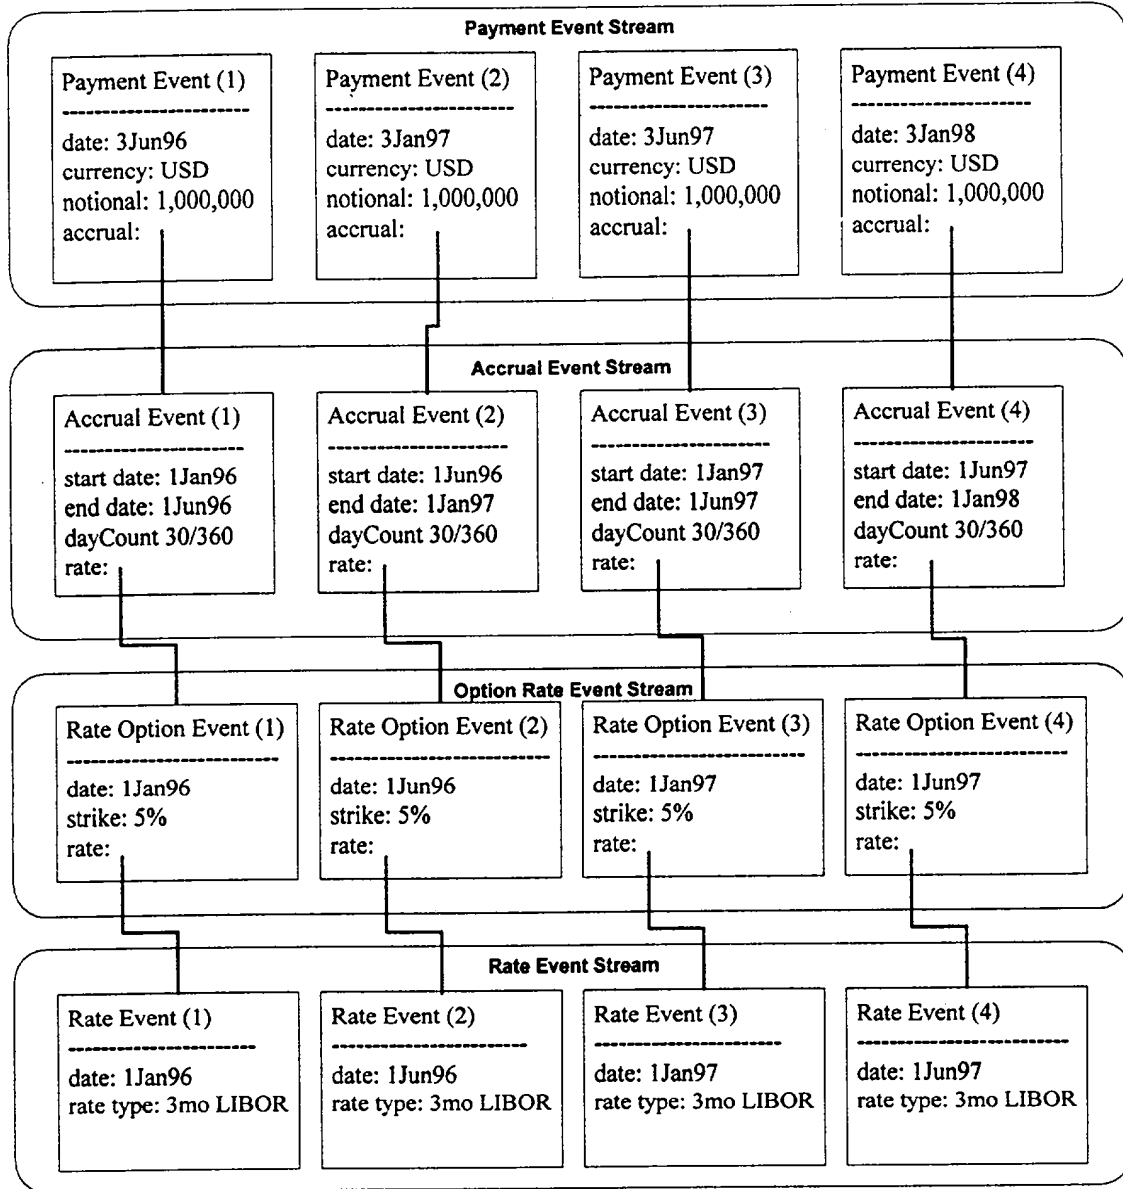 Payment Event Stream
Payment Event (1)
date: 3Jun96
currency: USD
notional: 1,000,000
accrual:
Payment Event (2)
date: 3Jan97
currency: USD
notional: 1,000,000
accrual:
Payment Event (3)
date: 3Jun97
currency: USD
notional: 1,000,000
accrual:
Payment Event (4)
date: 3Jan98
currency: USD
notional: 1,000,000
accrual:
Accrual Event Stream
Accrual Event (1)
start date: 1Jan96
end date: 1Jun96
dayCount 30/360
rate:
Accrual Event (2)
start date: 1Jun96
end date: 1Jan97
dayCount 30/360
rate:
Accrual Event (3)
start date: 1Jan97
end date: 1Jun97
dayCount 30/360
rate:
Accrual Event (4)
start date: 1Jun97
end date: 1Jan98
dayCount 30/360
rate:
Option Rate Event Stream
Rate Option Event (1)
date: 1Jan96
strike: 5%
rate:
Rate Option Event (2)
date: 1Jun96
strike: 5%
rate:
Rate Option Event (3)
date: 1Jan97
strike: 5%
rate:
Rate Option Event (4)
date: 1Jun97
strike: 5%
rate:
Rate Event Stream
Rate Event (1)
date: 1Jan96
rate type: 3mo LIBOR
Rate Event (2)
date: 1Jun96
rate type: 3mo LIBOR
Rate Event (3)
date: 1Jan97
rate type: 3mo LIBOR
Rate Event (4)
date: 1Jun97
rate type: 3mo LIBOR